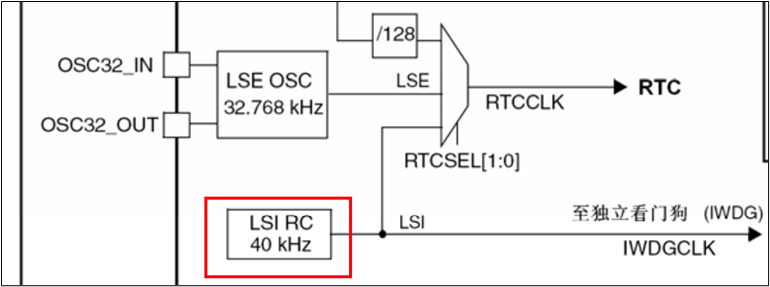 /128
OSC32_IN
LSE OSC
32.768 kHz
LSE
RTCCLK
RTC
OSC32_OUT
RTCSEL[1:0]
LSI RC
40 kHz
LSI
至独立看门狗 (IWDG)
IWDGCLK